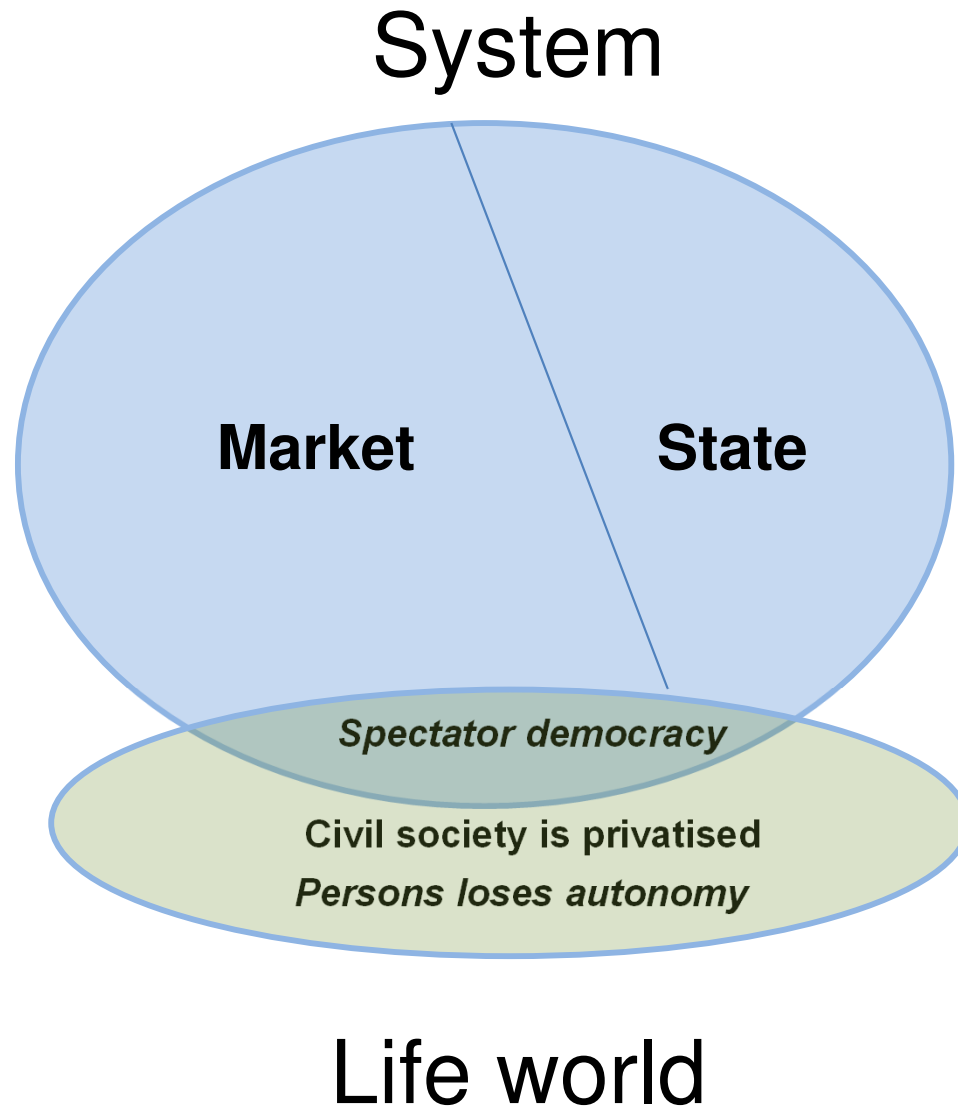 System
Market
State
Spectator democracy
Civil society is privatised
Persons loses autonomy
Life world